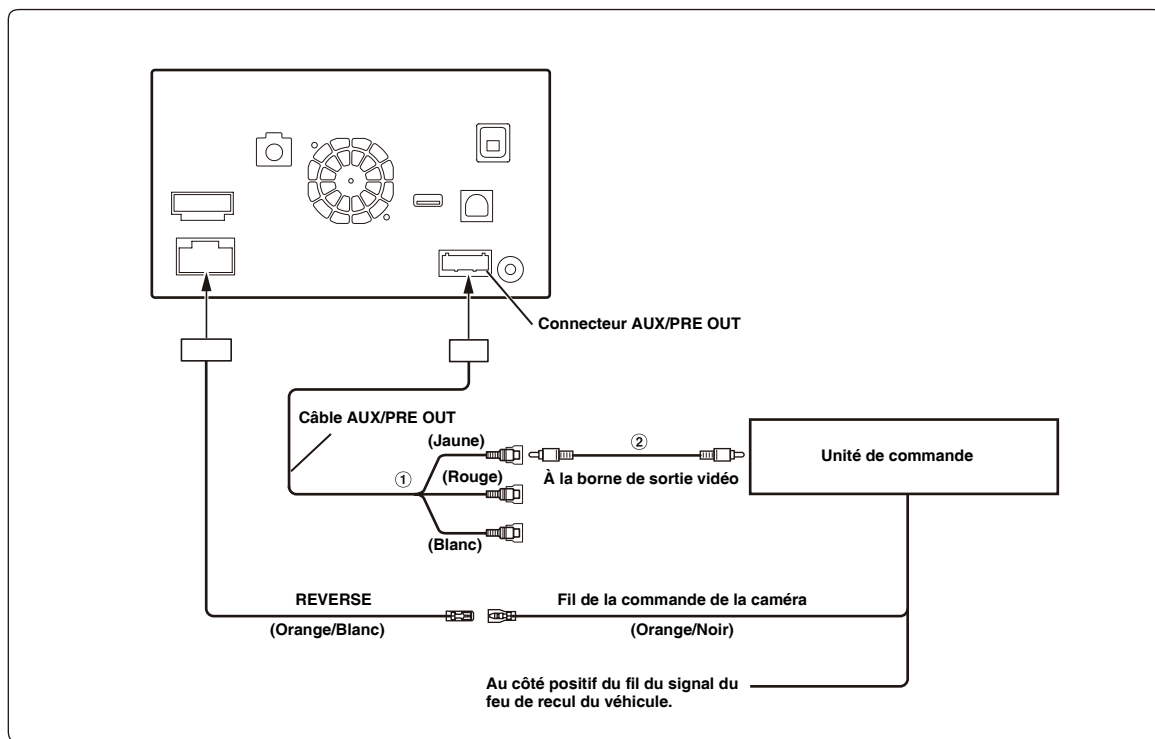 Connecteur AUX/PRE OUT
Câble AUX/PRE OUT
(Jaune)
②
Unité de commande
①
(Rouge)
À la borne de sortie vidéo
(Blanc)
REVERSE
Fil de la commande de la caméra
(Orange/Blanc)
(Orange/Noir)
Au côté positif du fil du signal du
feu de recul du véhicule.